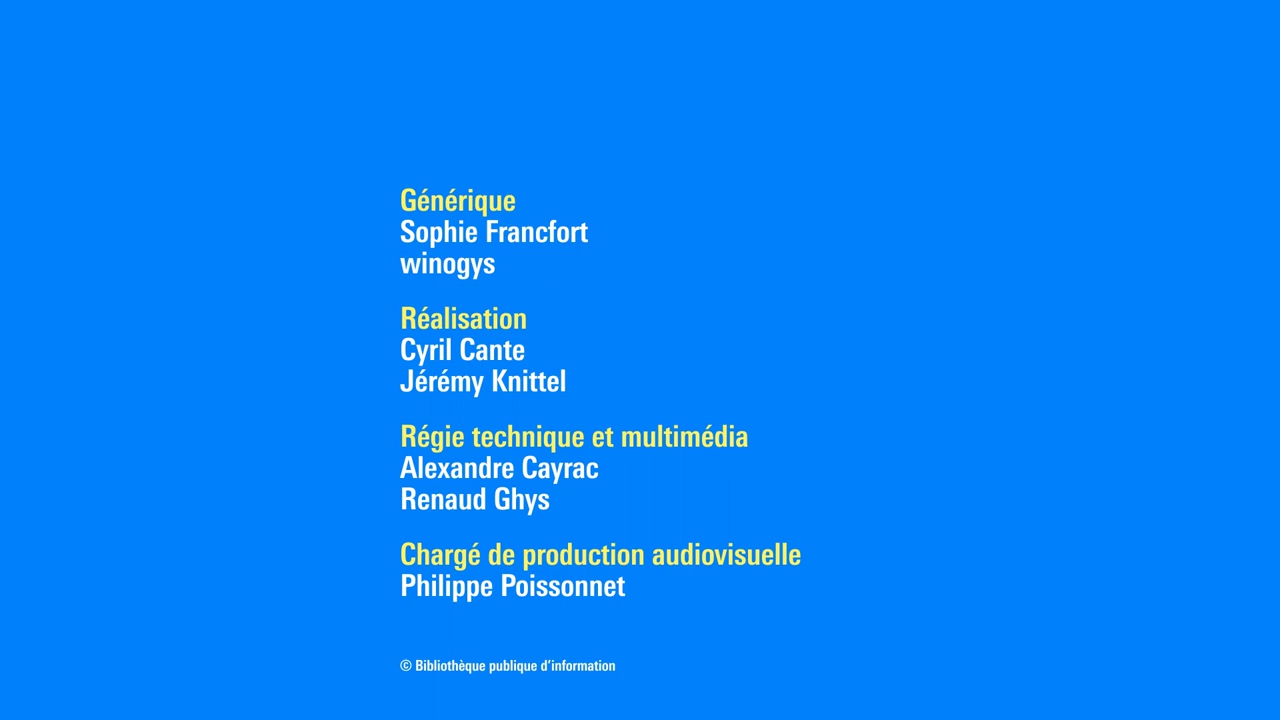 Générique
Sophie Francfort
winogys
Réalisation
Cyril Cante
Jérémy Knittel
Régie technique et multimédia
Alexandre Cayrac
Renaud Ghys
Chargé de production audiovisuelle
Philippe Poissonnet
© Bibliothèque publique d’information